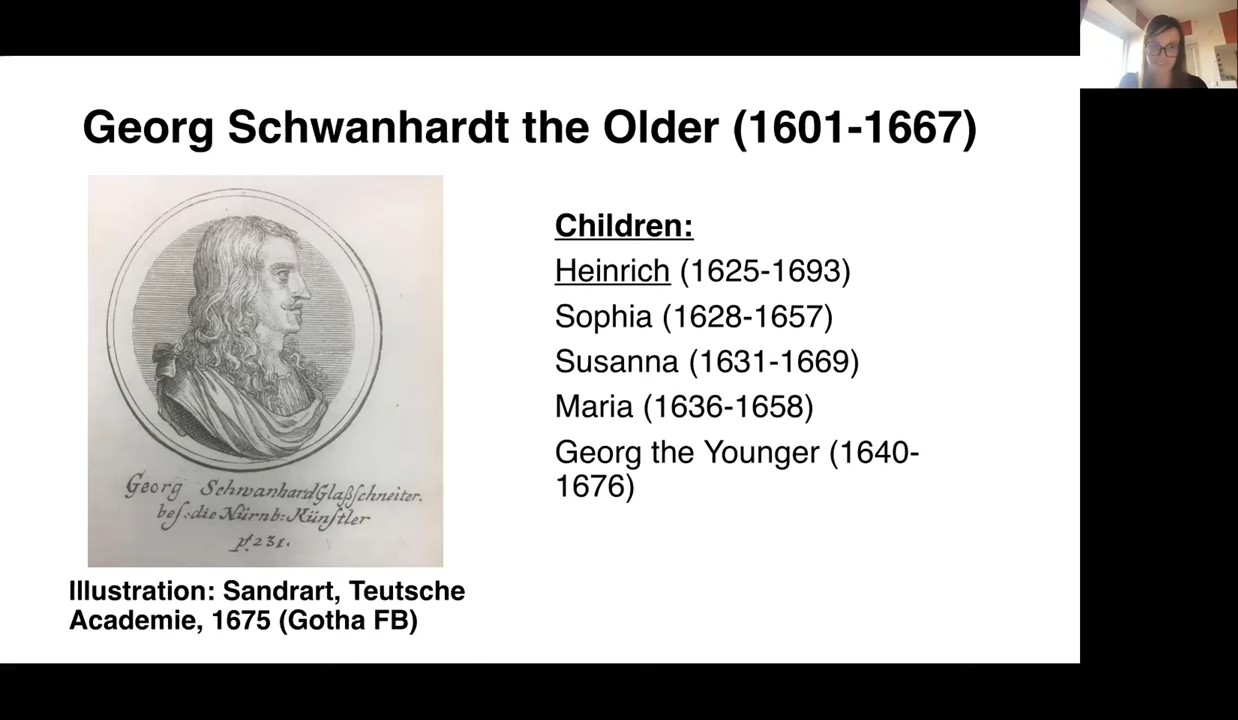 Georg Schwanhardt the Older (1601-1667)
Georg Schwanhard Glaßſchneiter.
beſ: die Nürnb: Künſtler
p. 231.
Illustration: Sandrart, Teutsche
Academie, 1675 (Gotha FB)
Children:
Heinrich (1625-1693)
Sophia (1628-1657)
Susanna (1631-1669)
Maria (1636-1658)
Georg the Younger (1640-
1676)